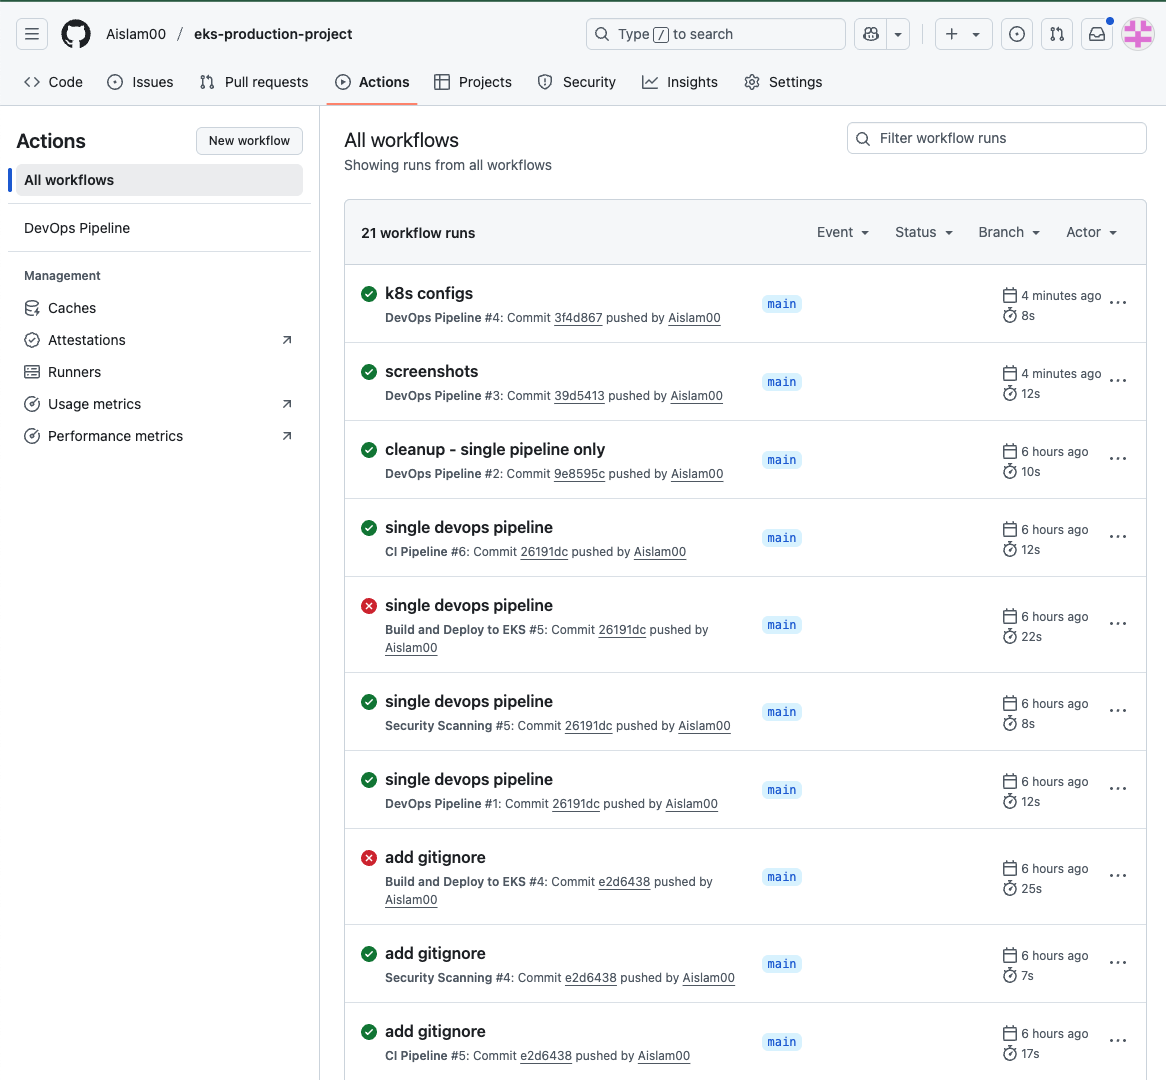 Aislam00 / eks-production-project
Type / to search
Code
Issues
Pull requests
Actions
Projects
Security
Insights
Settings
Actions
New workflow
All workflows
DevOps Pipeline
Management
Caches
Attestations
Runners
Usage metrics
Performance metrics
All workflows
Showing runs from all workflows
Filter workflow runs
21 workflow runs
Event
Status
Branch
Actor
k8s configs
DevOps Pipeline #4: Commit 3f4d867 pushed by Aislam00
main
4 minutes ago
8s
screenshots
DevOps Pipeline #3: Commit 39d5413 pushed by Aislam00
main
4 minutes ago
12s
cleanup - single pipeline only
DevOps Pipeline #2: Commit 9e8595c pushed by Aislam00
main
6 hours ago
10s
single devops pipeline
CI Pipeline #6: Commit 26191dc pushed by Aislam00
main
6 hours ago
12s
single devops pipeline
Build and Deploy to EKS #5: Commit 26191dc pushed by
Aislam00
main
6 hours ago
22s
single devops pipeline
Security Scanning #5: Commit 26191dc pushed by Aislam00
main
6 hours ago
8s
single devops pipeline
DevOps Pipeline #1: Commit 26191dc pushed by Aislam00
main
6 hours ago
12s
add gitignore
Build and Deploy to EKS #4: Commit e2d6438 pushed by
Aislam00
main
6 hours ago
25s
add gitignore
Security Scanning #4: Commit e2d6438 pushed by Aislam00
main
6 hours ago
7s
add gitignore
CI Pipeline #5: Commit e2d6438 pushed by Aislam00
main
6 hours ago
17s